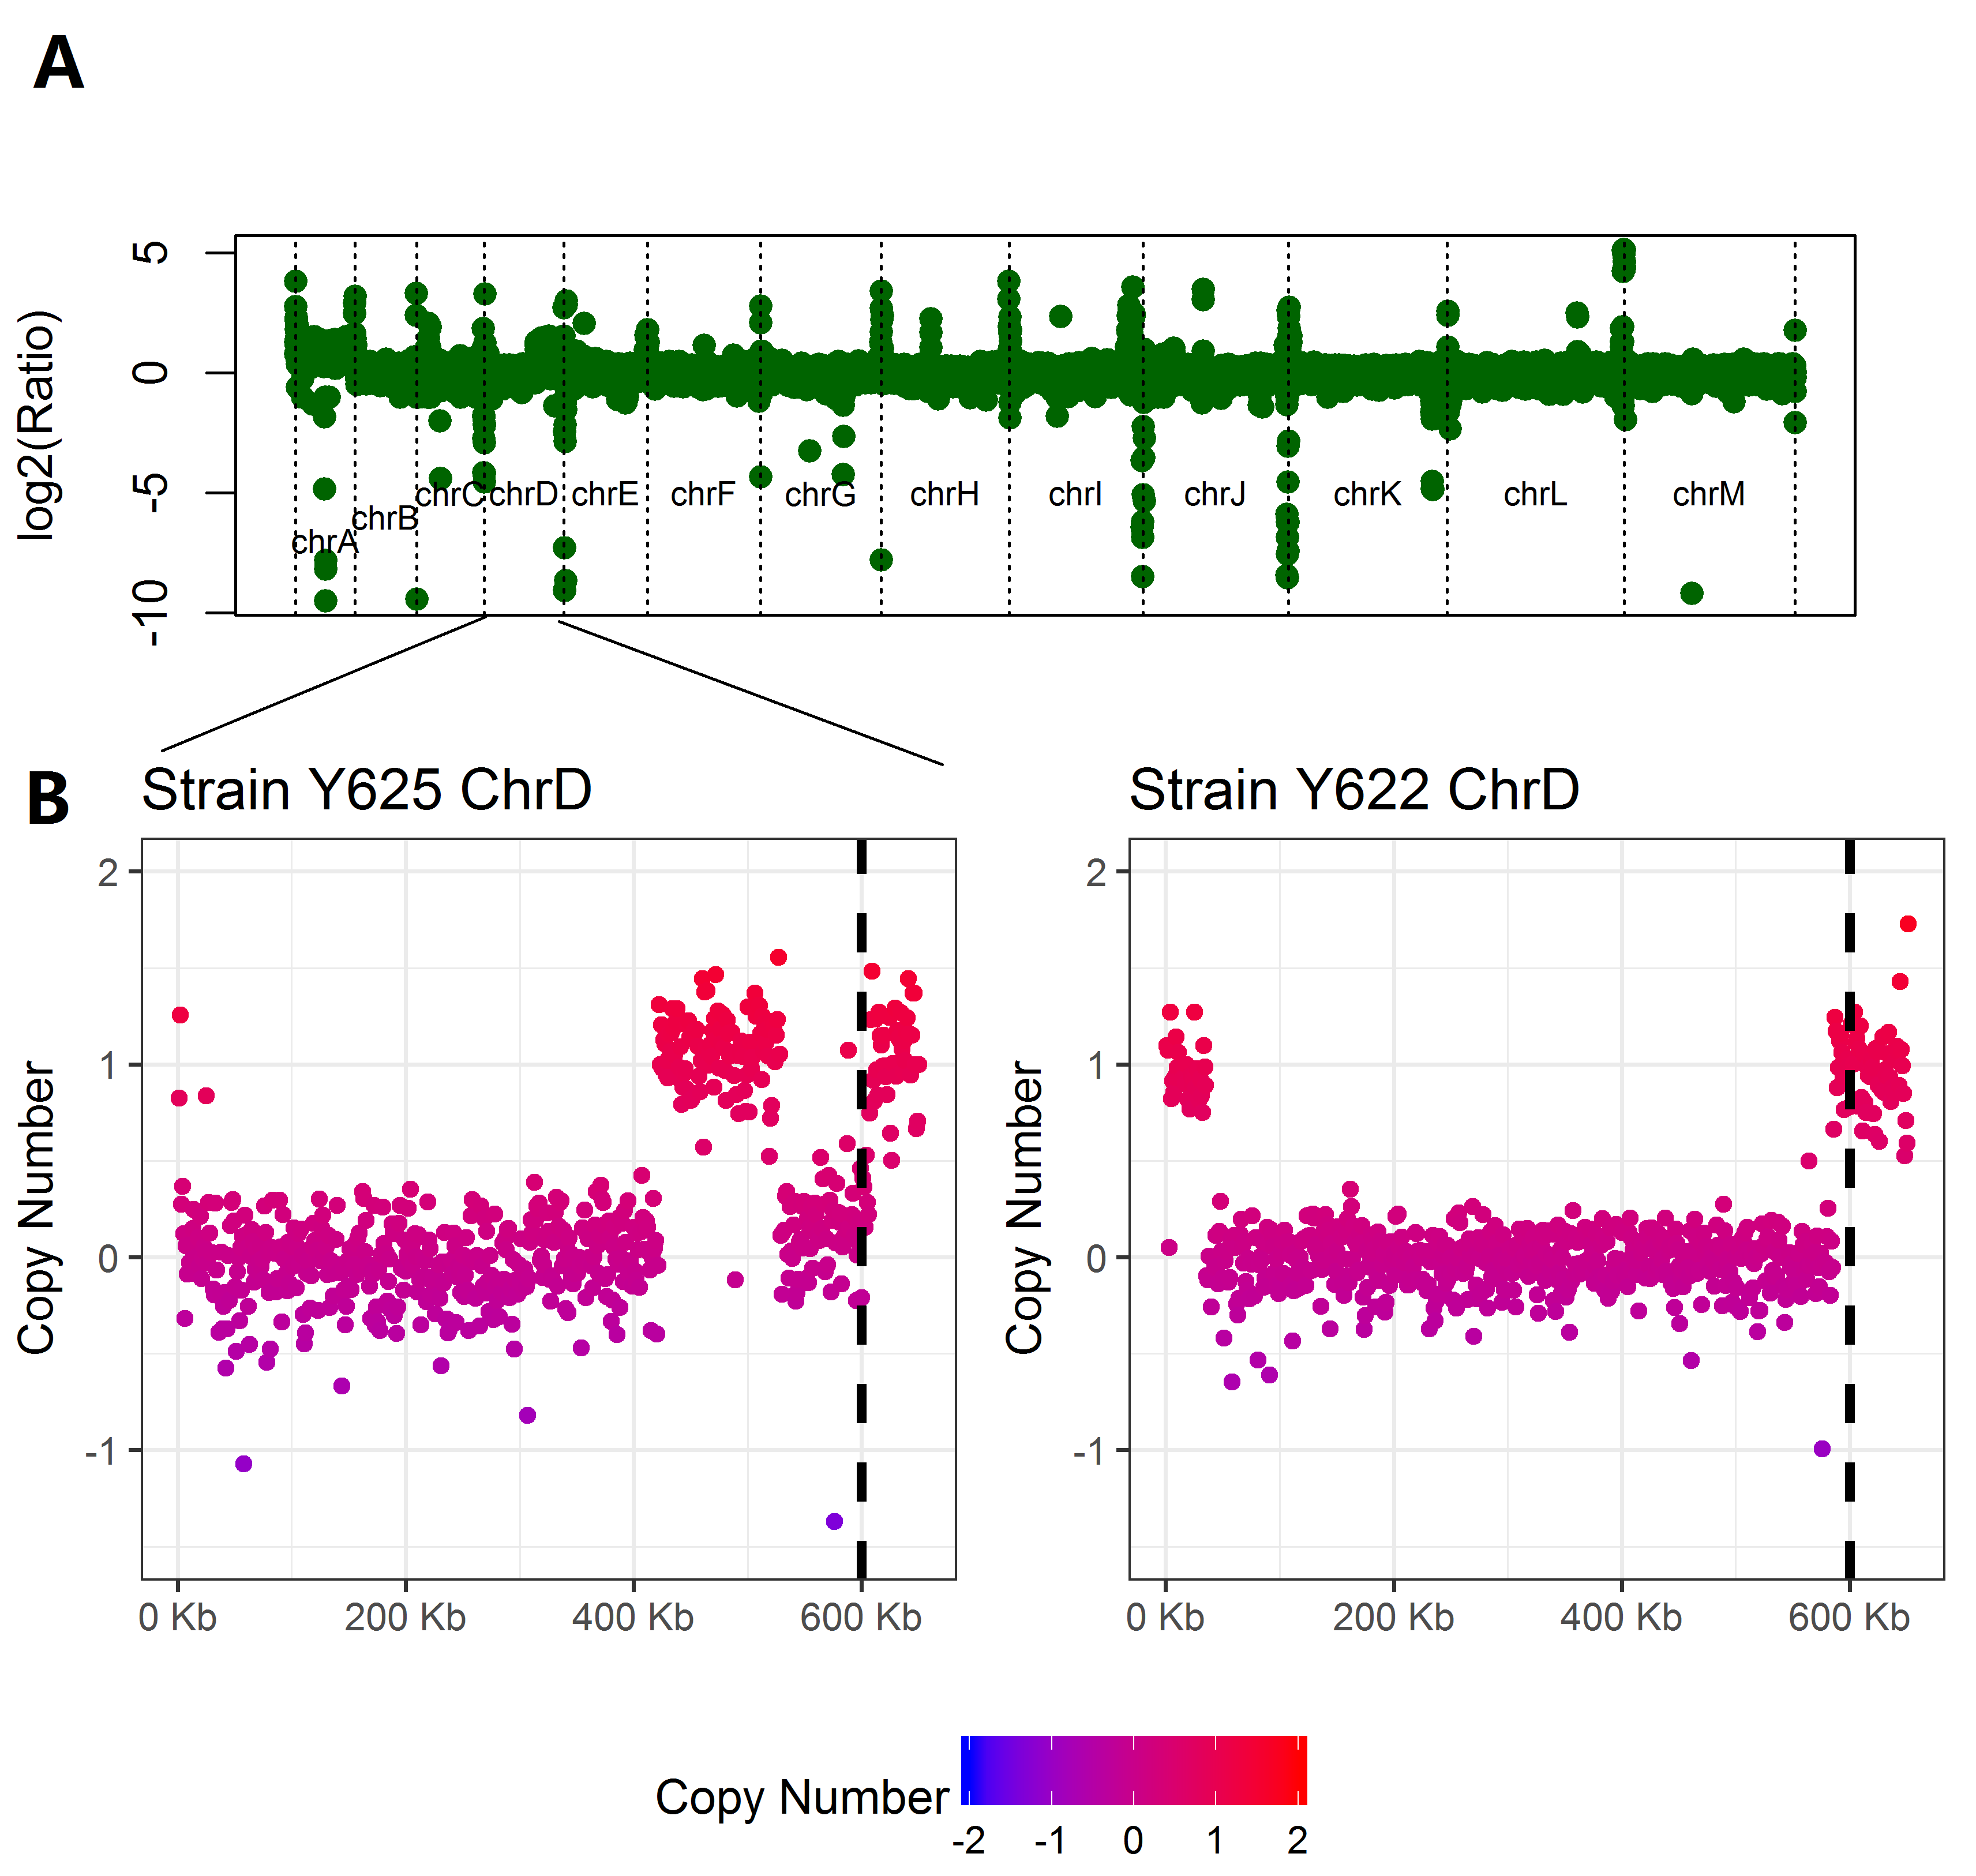 A
log2(Ratio)
5
0
-5
-10
chrA
chrB
chrC
chrD
chrE
chrF
chrG
chrH
chrI
chrJ
chrK
chrL
chrM
B
Strain Y625 ChrD
Copy Number
2
1
0
-1
0 Kb
200 Kb
400 Kb
600 Kb
Strain Y622 ChrD
Copy Number
2
1
0
-1
0 Kb
200 Kb
400 Kb
600 Kb
Copy Number
-2
-1
0
1
2